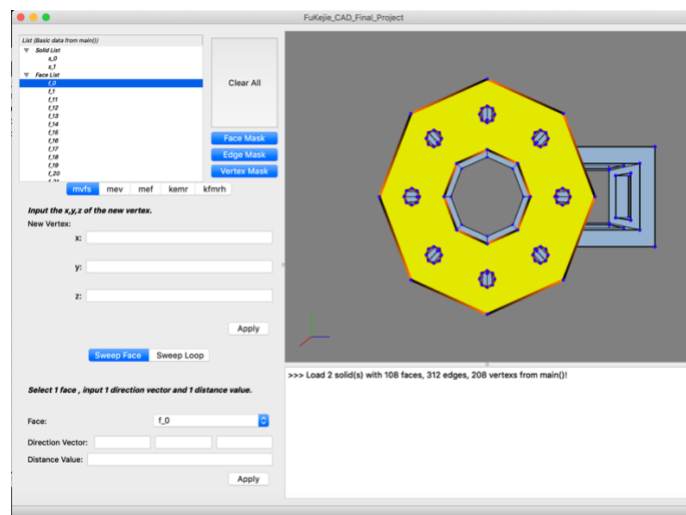 FuKejie_CAD_Final_Project
List (Basic data from main())
Solid List
s_0
s_1
Face List
f_0
f_1
f_11
f_12
f_13
f_14
f_15
f_16
f_17
f_18
f_19
f_20
Clear All
Face Mask
Edge Mask
Vertex Mask
mvfs mev mef kemr kfmrh
Input the x,y,z of the new vertex.
New Vertex:
x:
y:
z:
Apply
Sweep Face Sweep Loop
Select 1 face , input 1 direction vector and 1 distance value.
Face: f_0
Direction Vector:
Distance Value:
Apply
>>> Load 2 solid(s) with 108 faces, 312 edges, 208 vertexs from main()!